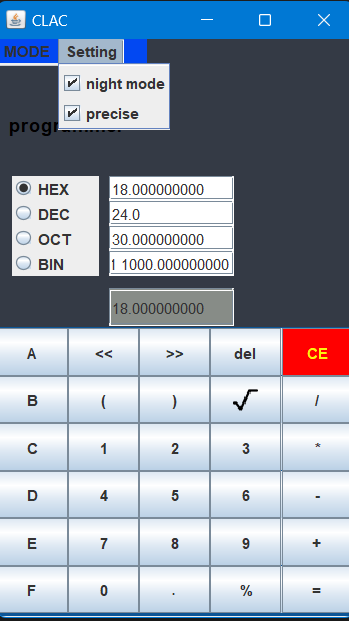 CLAC
MODE Setting
night mode
precise
programmer
HEX 18.000000000
DEC 24.0
OCT 30.000000000
BIN 1 1000.000000000
18.000000000
A << >> del CE
B ( ) √ /
C 1 2 3 *
D 4 5 6 -
E 7 8 9 +
F 0 . % =